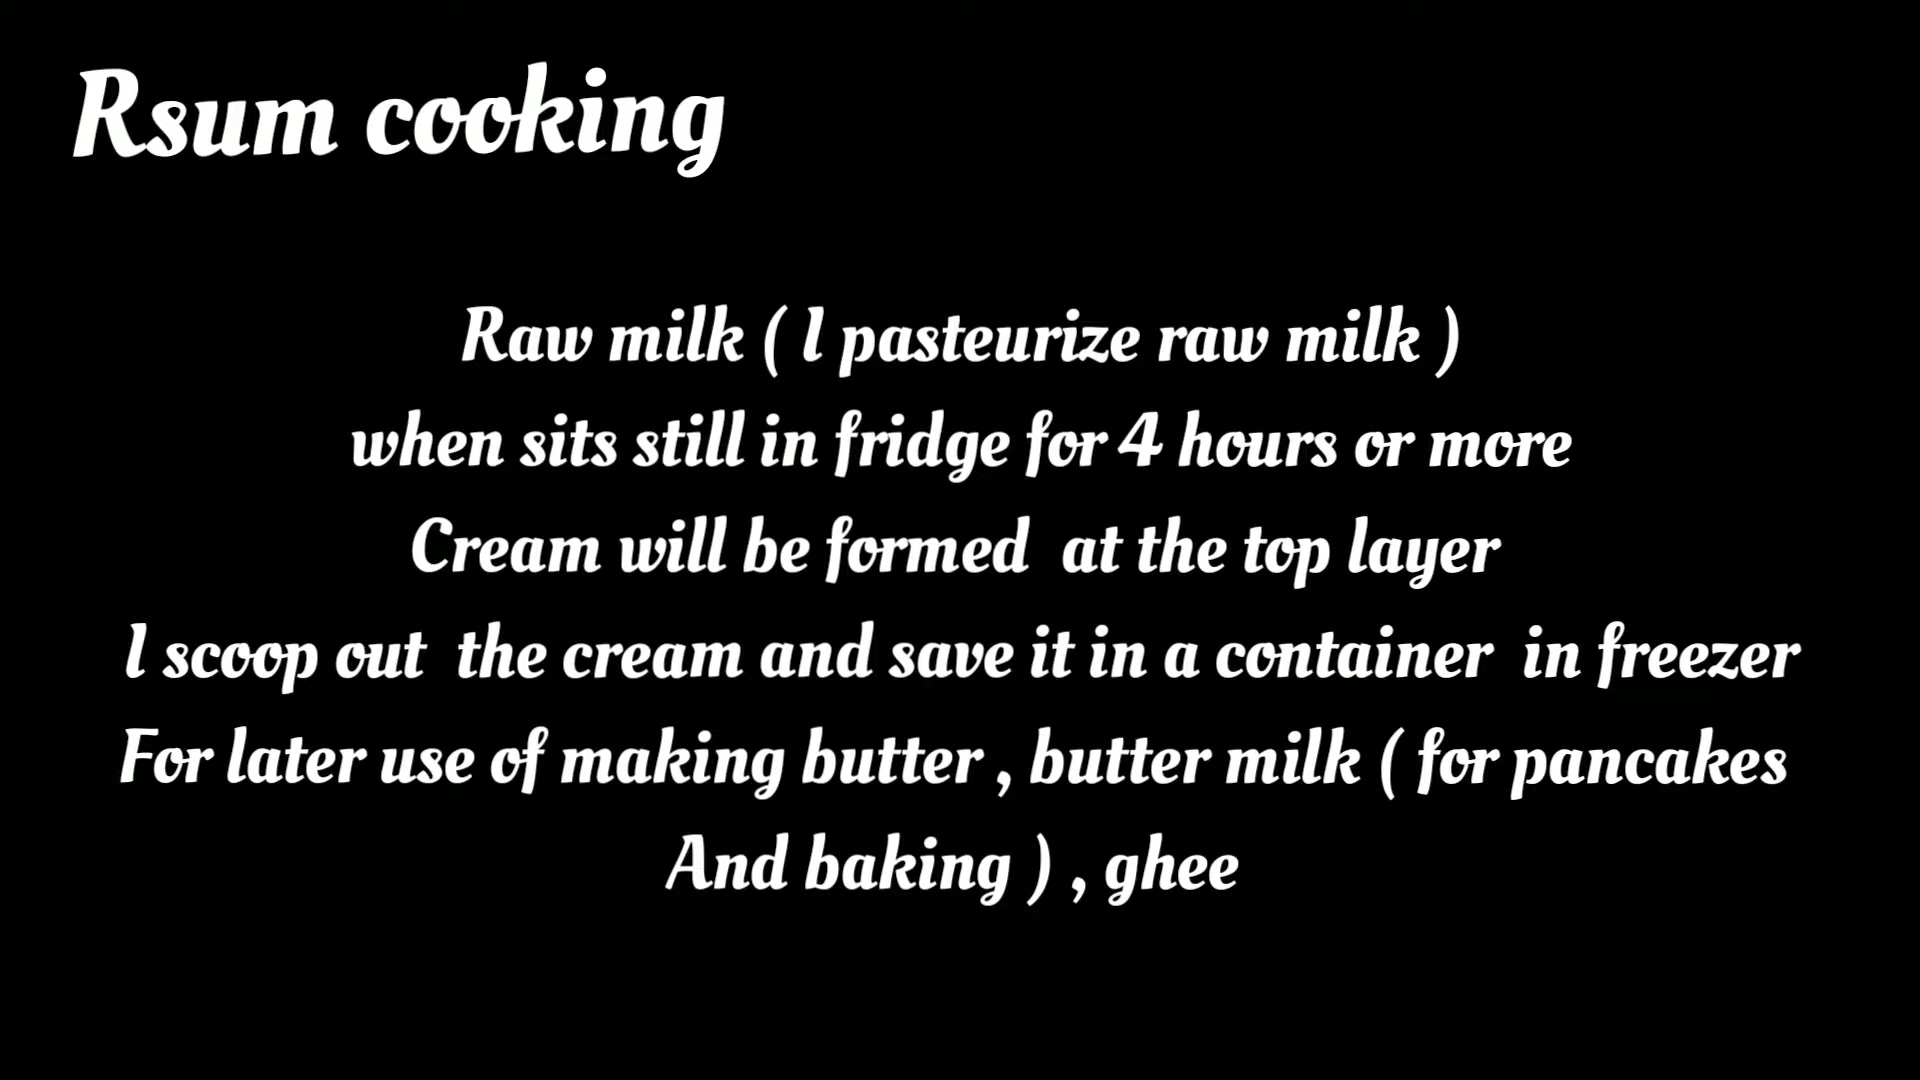 Rsum cooking
Raw milk ( I pasteurize raw milk )
when sits still in fridge for 4 hours or more
Cream will be formed  at the top layer
I scoop out  the cream and save it in a container  in freezer
For later use of making butter , butter milk ( for pancakes
And baking ) , ghee